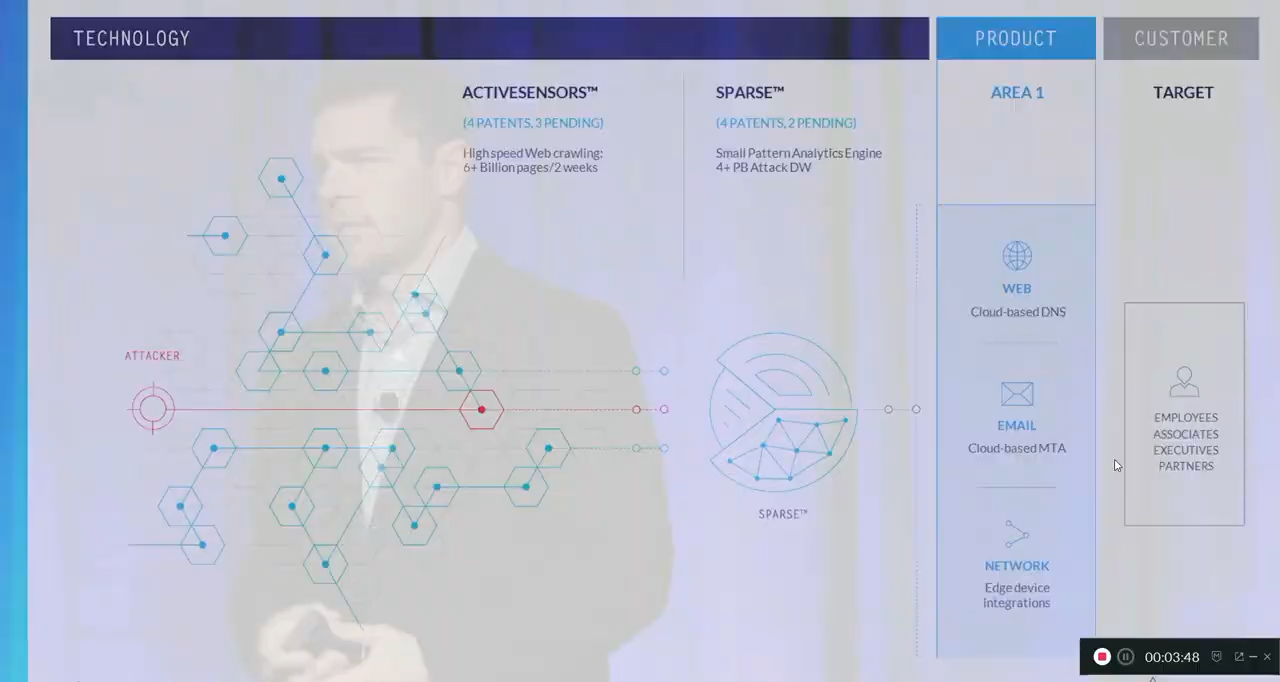 TECHNOLOGY
PRODUCT
CUSTOMER
ACTIVESENSORS™
(4 PATENTS, 3 PENDING)
High speed Web crawling:
6+ Billion pages/2 weeks
SPARSE™
(4 PATENTS, 2 PENDING)
Small Pattern Analytics Engine
4+ PB Attack DW
AREA 1
TARGET
ATTACKER
SPARSE™
WEB
Cloud-based DNS
EMAIL
Cloud-based MTA
NETWORK
Edge device
integrations
EMPLOYEES
ASSOCIATES
EXECUTIVES
PARTNERS
00:03:48